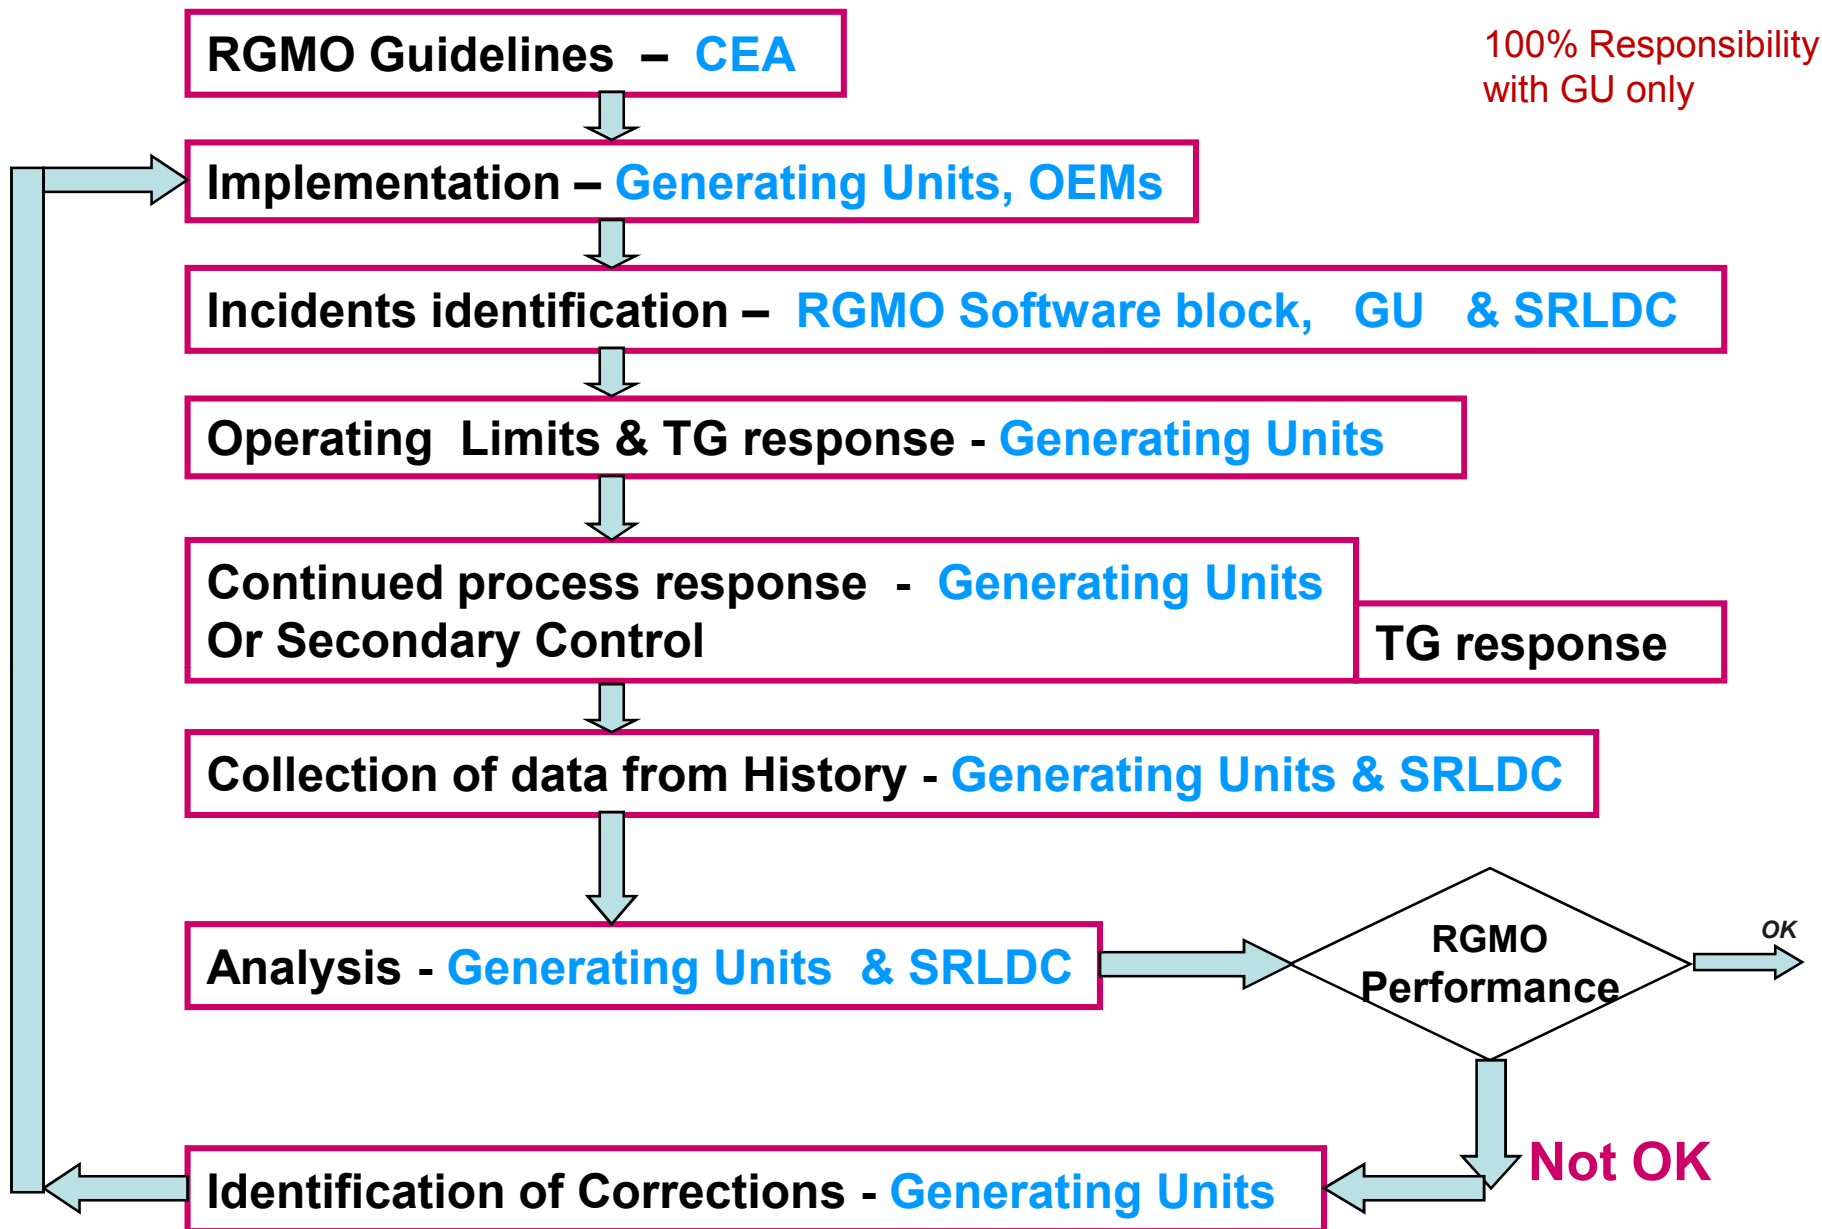 RGMO Guidelines – CEA
100% Responsibility
with GU only
Implementation – Generating Units, OEMs
Incidents identification – RGMO Software block, GU & SRLDC
Operating Limits & TG response - Generating Units
Continued process response - Generating Units
Or Secondary Control
TG response
Collection of data from History - Generating Units & SRLDC
Analysis - Generating Units & SRLDC
RGMO
Performance
OK
Not OK
Identification of Corrections - Generating Units